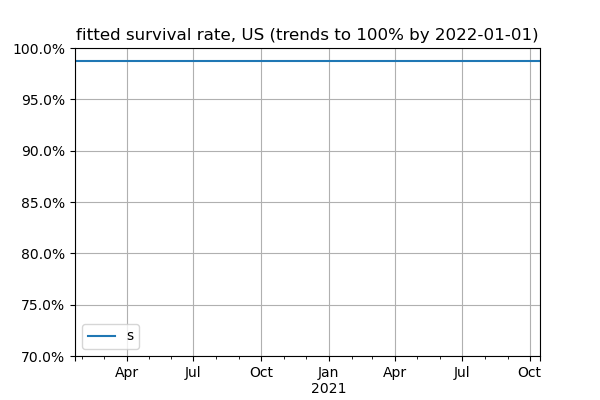 fitted survival rate, US (trends to 100% by 2022-01-01)
100.0%
95.0%
90.0%
85.0%
80.0%
75.0%
70.0%
s
Apr Jul Oct Jan Apr Jul Oct
2021